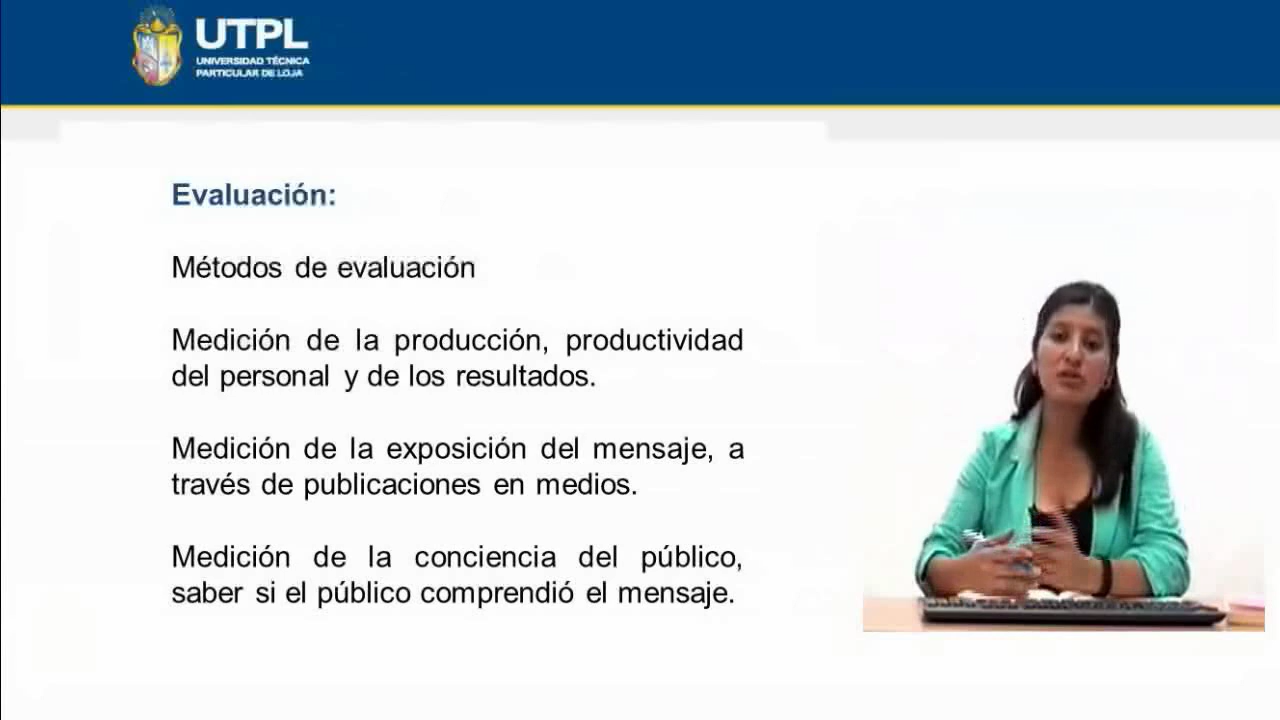 UTPL
UNIVERSIDAD TÉCNICA
PARTICULAR DE LOJA
Evaluación:
Métodos de evaluación
Medición de la producción, productividad
del personal y de los resultados.
Medición de la exposición del mensaje, a
través de publicaciones en medios.
Medición de la conciencia del público,
saber si el público comprendió el mensaje.